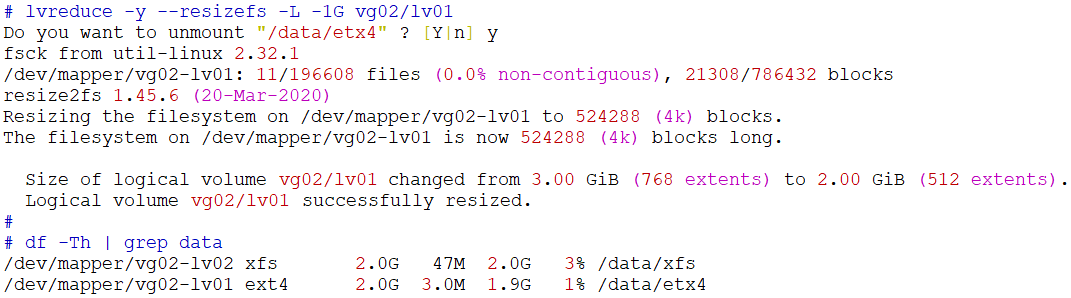 # lvreduce -y --resizefs -L -1G vg02/lv01
Do you want to unmount "/data/etx4" ? [Y|n] y
fsck from util-linux 2.32.1
/dev/mapper/vg02-lv01: 11/196608 files (0.0% non-contiguous), 21308/786432 blocks
resize2fs 1.45.6 (20-Mar-2020)
Resizing the filesystem on /dev/mapper/vg02-lv01 to 524288 (4k) blocks.
The filesystem on /dev/mapper/vg02-lv01 is now 524288 (4k) blocks long.

  Size of logical volume vg02/lv01 changed from 3.00 GiB (768 extents) to 2.00 GiB (512 extents).
  Logical volume vg02/lv01 successfully resized.
#
# df -Th | grep data
/dev/mapper/vg02-lv02 xfs       2.0G   47M  2.0G   3% /data/xfs
/dev/mapper/vg02-lv01 ext4      2.0G  3.0M  1.9G   1% /data/etx4